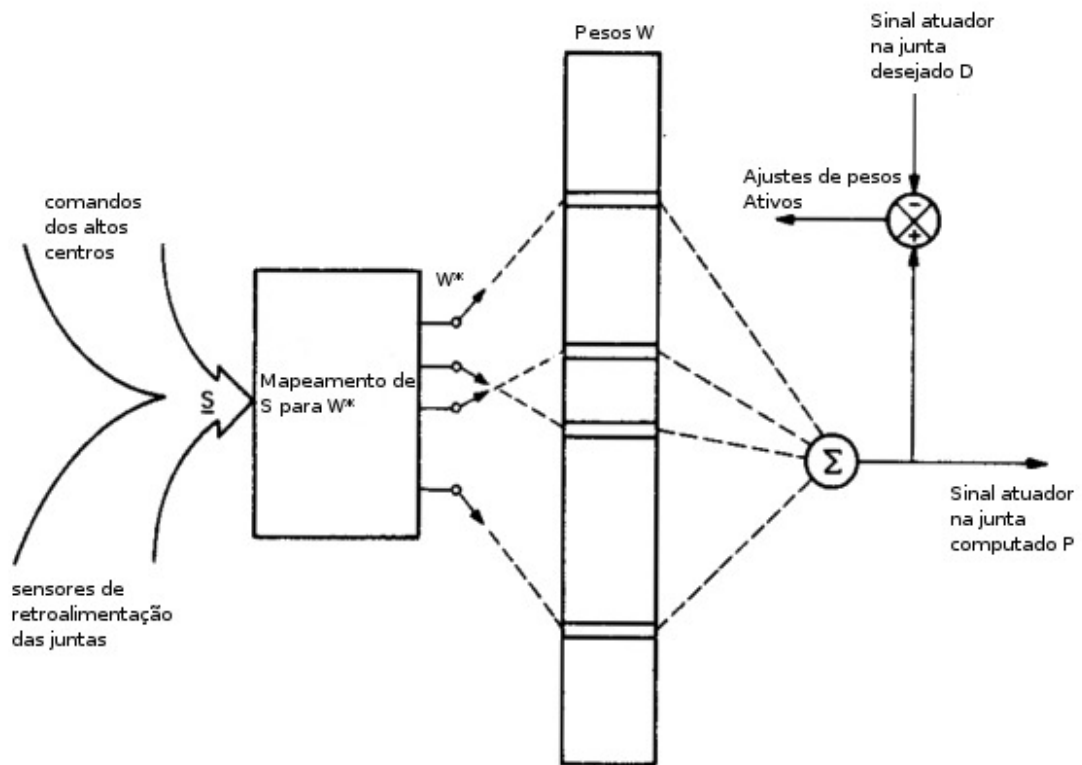 Pesos W
Sinal atuador
na junta
desejado D
Ajustes de pesos
Ativos
-
+
comandos
dos altos
centros
W*
S
Mapeamento de
S para W*
Σ
Sinal atuador
na junta
computado P
sensores de
retroalimentação
das juntas